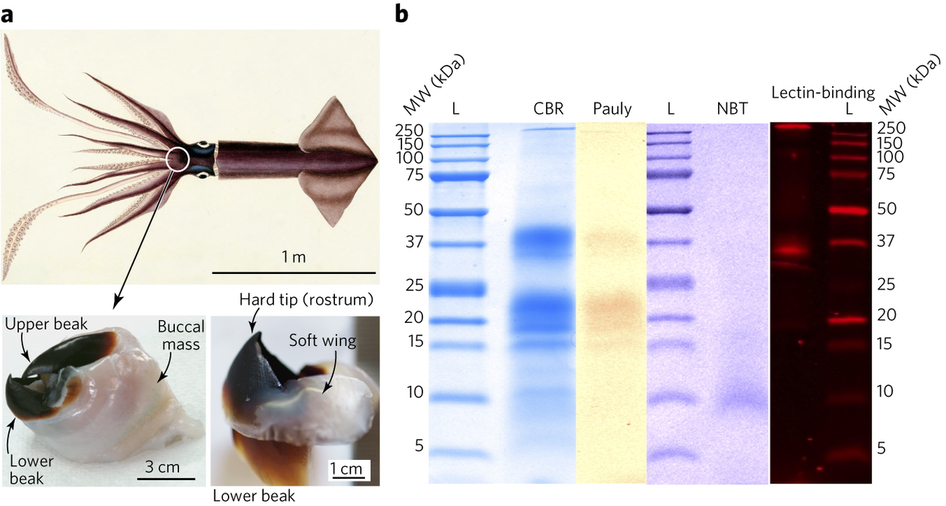 a
1 m
Upper beak
Buccal
mass
Lower
beak
3 cm
Hard tip (rostrum)
Soft wing
1 cm
Lower beak
b
MW (kDa)
L
CBR
Pauly
L
NBT
Lectin-binding
L
MW (kDa)
250
150
100
75
50
37
25
20
15
10
5
250
150
100
75
50
37
25
20
15
10
5